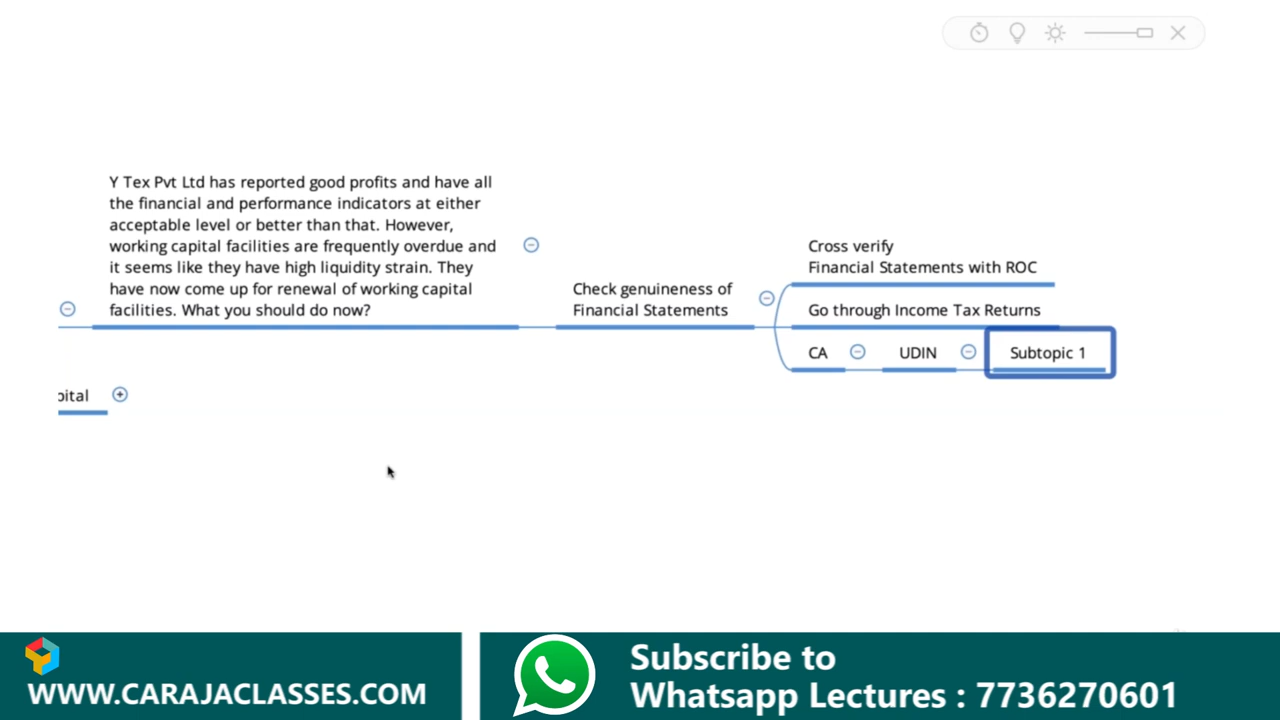 Y Tex Pvt Ltd has reported good profits and have all
the financial and performance indicators at either
acceptable level or better than that. However,
working capital facilities are frequently overdue and
it seems like they have high liquidity strain. They
have now come up for renewal of working capital
facilities. What you should do now?
Check genuineness of
Financial Statements
Cross verify
Financial Statements with ROC
Go through Income Tax Returns
CA
UDIN
Subtopic 1
pital
WWW.CARAJACLASSES.COM
Subscribe to
Whatsapp Lectures : 7736270601